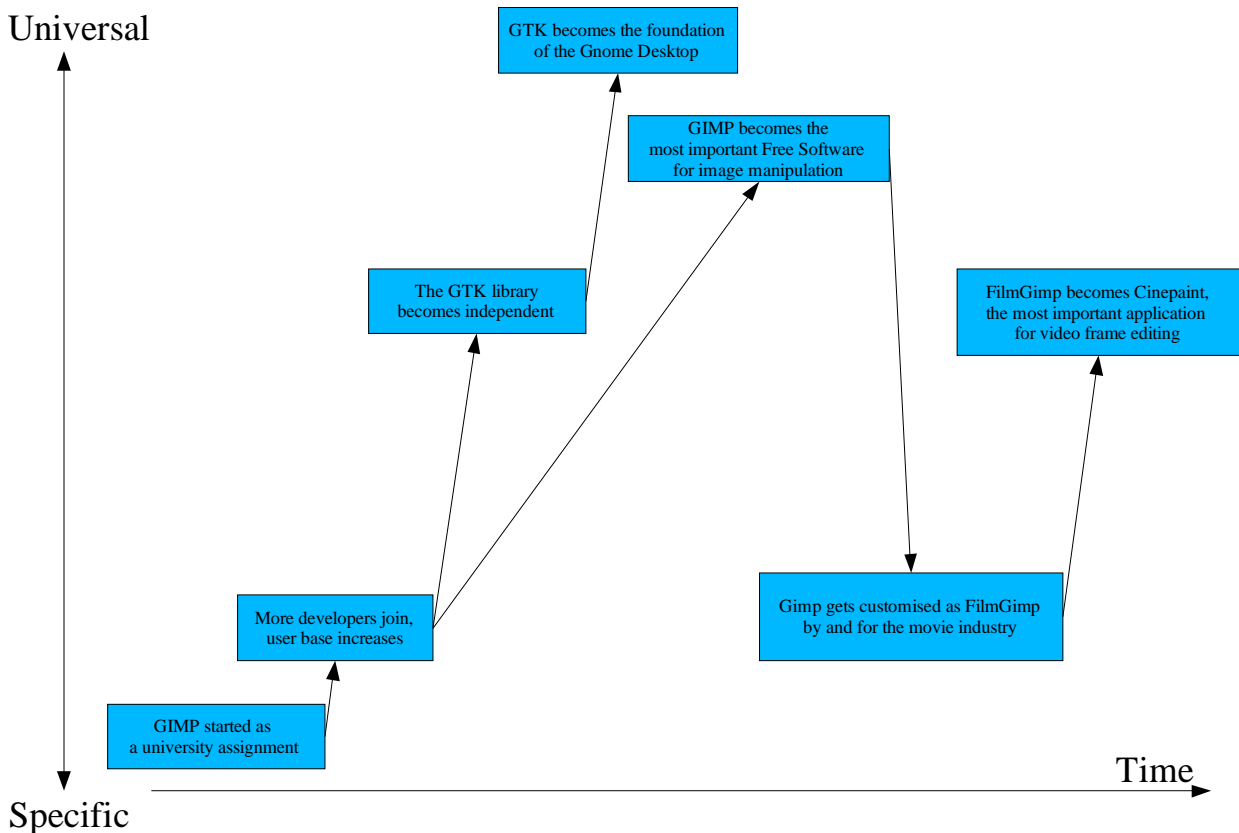 Universal
GTK becomes the foundation
of the Gnome Desktop
GIMP becomes the
most important Free Software
for image manipulation
The GTK library
becomes independent
FilmGimp becomes Cinepaint,
the most important application
for video frame editing
More developers join,
user base increases
Gimp gets customised as FilmGimp
by and for the movie industry
GIMP started as
a university assignment
Time
Specific